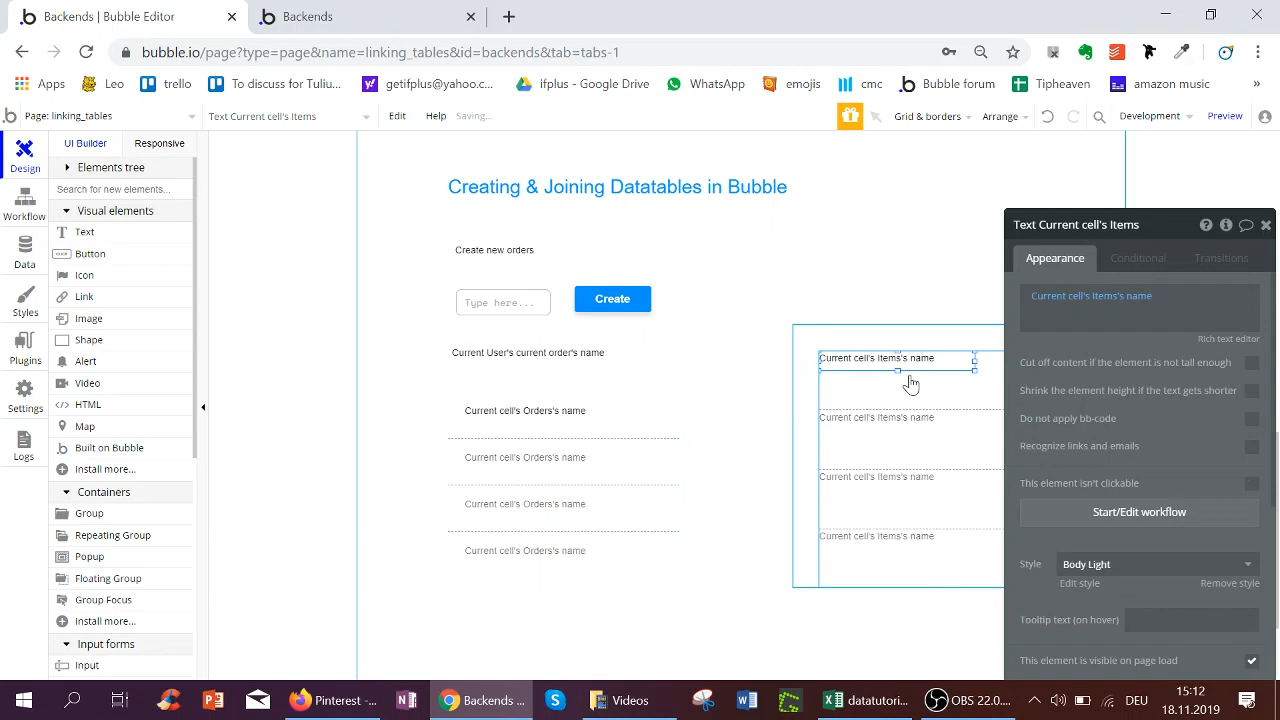 Backends | Bubble Editor
Backends
bubble.io/page?type=page&name=linking_tables&id=backends&tab=tabs-1
Apps
Leo
trello
To discuss for Tuliu...
getifplus@yahoo.c...
ifplus - Google Drive
WhatsApp
emojis
cmc
Bubble forum
Tipheaven
amazon music
»
Page: linking_tables
Text Current cell's Items
Edit
Help
Saving...
Grid & borders
Arrange
Development
Preview
Design
Workflow
Data
Styles
Plugins
Settings
Logs
UI Builder
Responsive
Elements tree
Search for new elements...
Visual elements
Text
CLICK
Button
Icon
Link
Image
Shape
Alert
Video
HTML
Map
Built on Bubble
Install more...
Containers
Group
Repeating Group
Popup
Floating Group
Group Focus
Install more...
Input forms
Input
Creating & Joining Datatables in Bubble
Create new orders
Type here...
Create
Current User's current order's name
Current cell's Orders's name
Current cell's Orders's name
Current cell's Orders's name
Current cell's Orders's name
Current cell's Items's name
Current cell's Items's name
Current cell's Items's name
Current cell's Items's name
Text Current cell's Items
Appearance
Conditional
Transitions
Current cell's Items's name
Rich text editor
Cut off content if the element is not tall enough
Shrink the element height if the text gets shorter
Do not apply bb-code
Recognize links and emails
This element isn't clickable
Start/Edit workflow
Style
Body Light
Edit style
Remove style
Tooltip text (on hover)
This element is visible on page load
Pinterest - ...
Backends ...
Videos
datatutori...
OBS 22.0....
DEU
15:12
18.11.2019